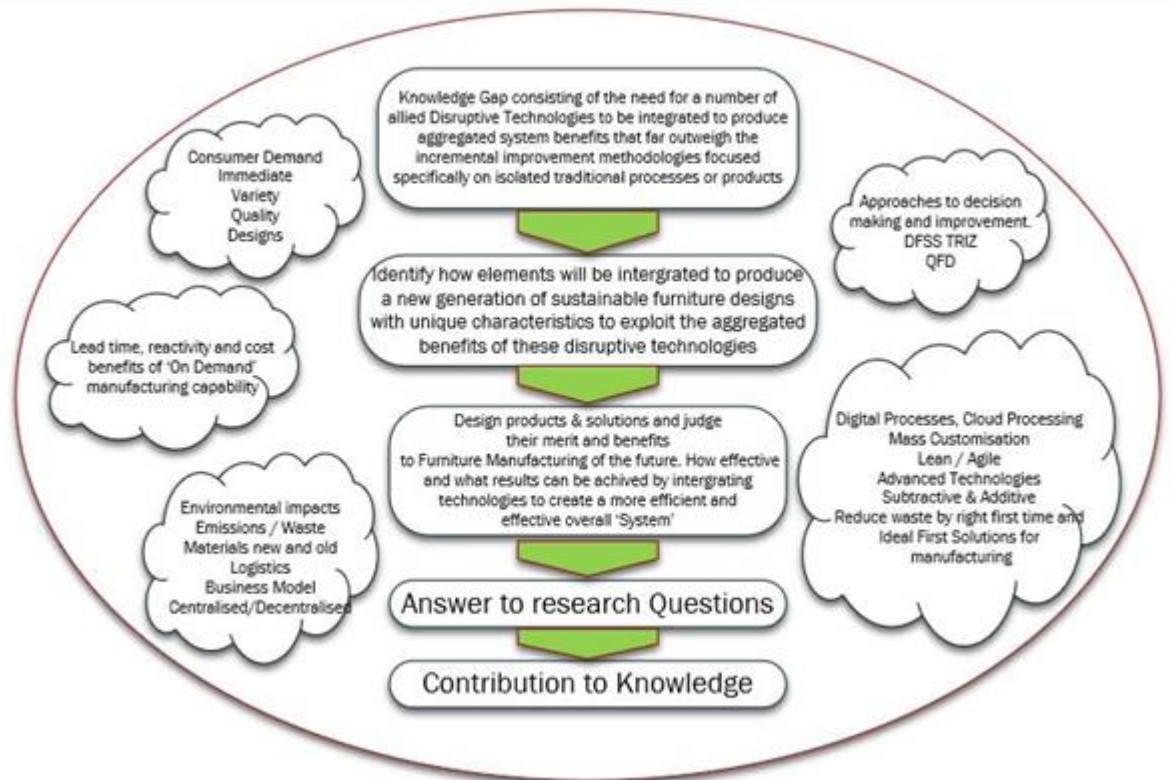 Knowledge Gap consisting of the need for a number of
allied Disruptive Technologies to be integrated to produce
aggregated system benefits that far outweigh the
incremental improvement methodologies focused
specifically on isolated traditional processes or products
Consumer Demand
Immediate
Variety
Quality
Designs
Approaches to decision
making and improvement.
DFSS TRIZ
QFD
Identify how elements will be intergrated to produce
a new generation of sustainable furniture designs
with unique characteristics to exploit the aggregated
benefits of these disruptive technologies
Lead time, reactivity and cost
benefits of 'On Demand'
manufacturing capability
Design products & solutions and judge
their merit and benefits
to Furniture Manufacturing of the future. How effective
and what results can be achived by intergrating
technologies to create a more efficient and
effective overall 'System'
Digital Processes, Cloud Processing
Mass Customisation
Lean / Agile
Advanced Technologies
Subtractive & Additive
Reduce waste by right first time and
Ideal First Solutions for
manufacturing
Environmental impacts
Emissions / Waste
Materials new and old
Logistics
Business Model
Centralised/Decentralised
Answer to research Questions
Contribution to Knowledge